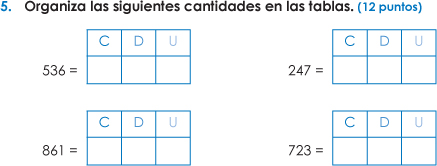 5. Organiza las siguientes cantidades en las tablas. (12 puntos)
C D U
536 =
C D U
247 =
C D U
861 =
C D U
723 =